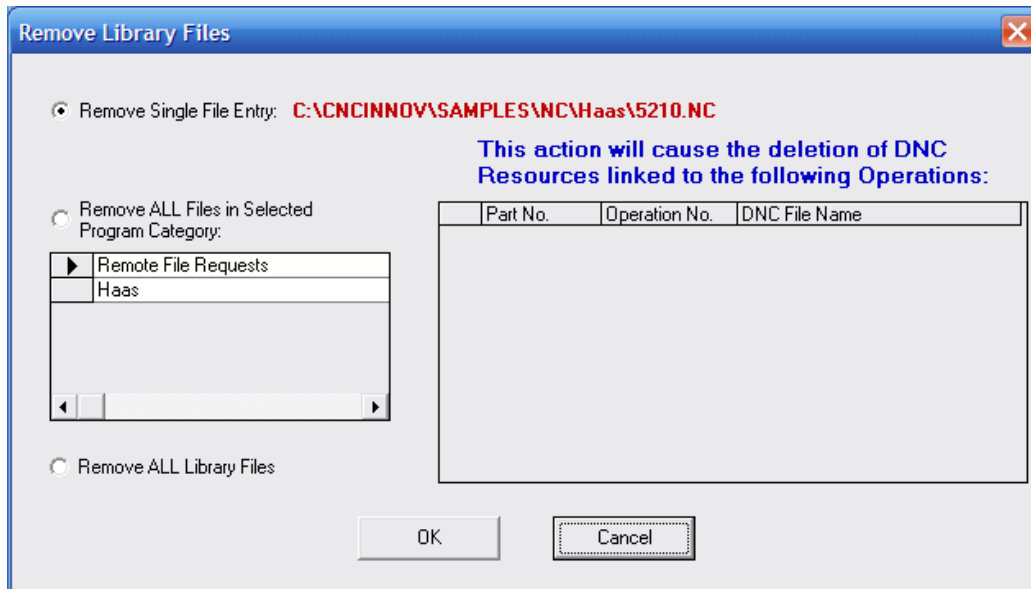 Remove Library Files
Remove Single File Entry: C:\CNCINNOV\SAMPLES\NC\Haas\5210.NC
This action will cause the deletion of DNC
Resources linked to the following Operations:
Remove ALL Files in Selected
Program Category:
Part No. Operation No. DNC File Name
Remote File Requests
Haas
Remove ALL Library Files
OK Cancel